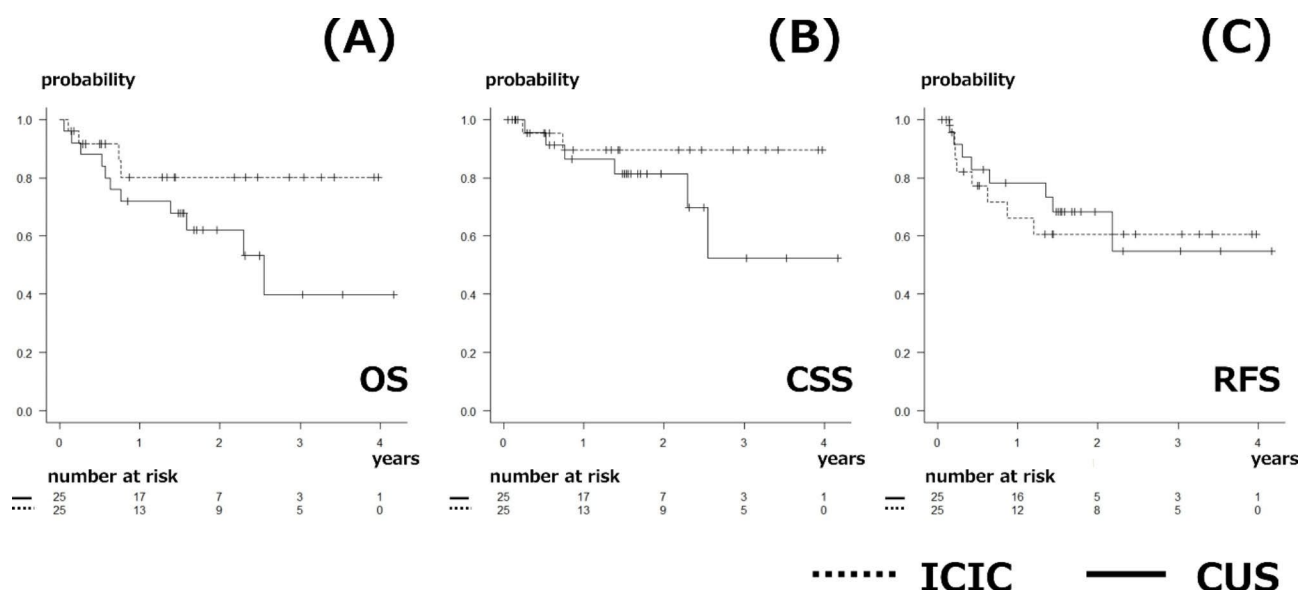 (A)
probability
1.0
0.8
0.6
0.4
0.2
0.0
OS
0 1 2 3 4
years
number at risk
25 17 7 3 1
25 13 9 5 0
(B)
probability
1.0
0.8
0.6
0.4
0.2
0.0
CSS
0 1 2 3 4
years
number at risk
25 17 7 3 1
25 13 9 5 0
(C)
probability
1.0
0.8
0.6
0.4
0.2
0.0
RFS
0 1 2 3 4
years
number at risk
25 16 5 3 1
25 12 8 5 0
ICIC CUS